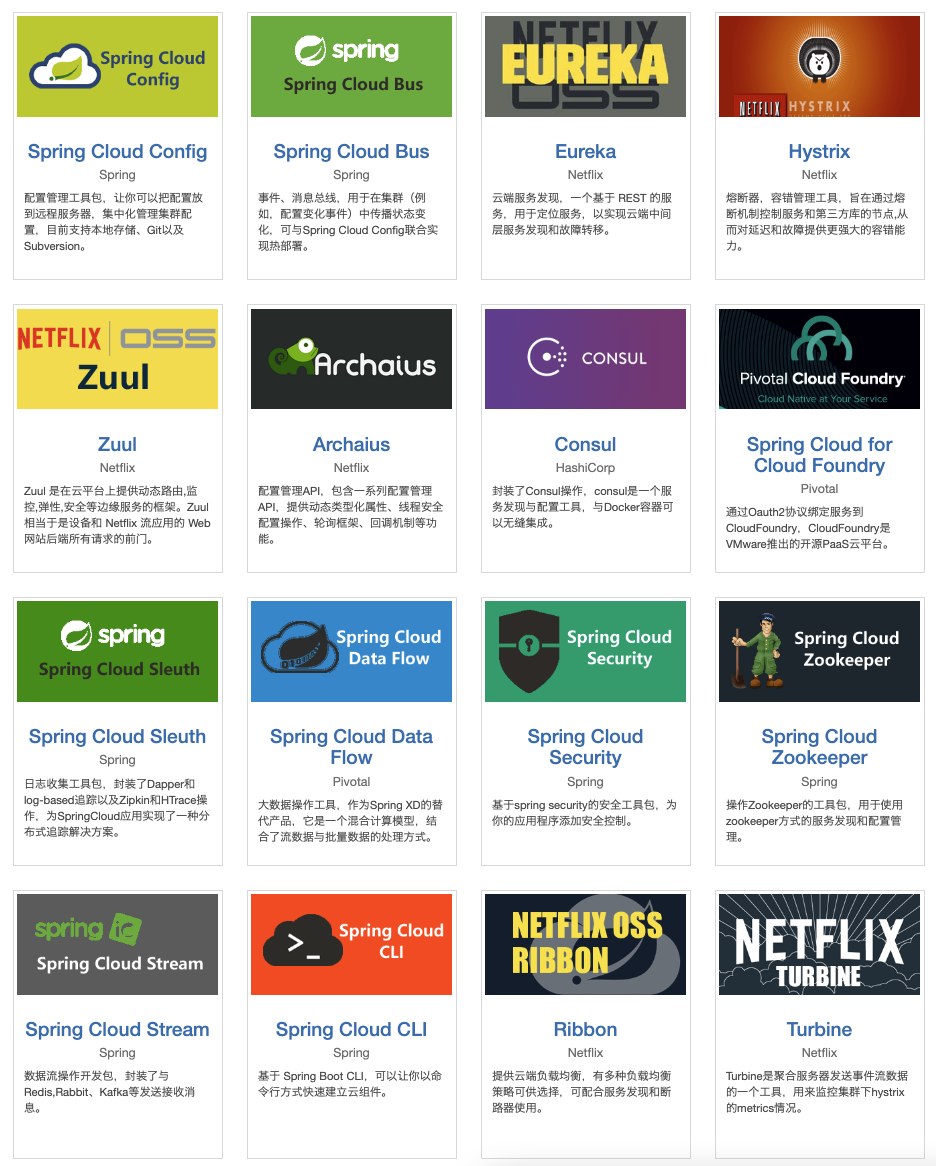 Spring Cloud
Config
Spring Cloud Config
Spring
配置管理工具包，让你可以把配置放
到远程服务器，集中化管理集群配
置，目前支持本地存储、Git以及
Subversion。
spring
Spring Cloud Bus
Spring Cloud Bus
Spring
事件、消息总线，用于在集群（例
如，配置变化事件）中传播状态变
化，可与Spring Cloud Config联合实
现热部署。
NETFLIX
EUREKA
OSS
Eureka
Netflix
云端服务发现，一个基于 REST 的服
务，用于定位服务，以实现云端中间
层服务发现和故障转移。
NETFLIX
HYSTRIX
Hystrix
Netflix
熔断器，容错管理工具，旨在通过熔
断机制控制服务和第三方库的节点,从
而对延迟和故障提供更强大的容错能
力。
NETFLIX | OSS
Zuul
Zuul
Netflix
Zuul 是在云平台上提供动态路由,监
控,弹性,安全等边缘服务的框架。Zuul
相当于是设备和 Netflix 流应用的 Web
网站后端所有请求的前门。
Archaius
Archaius
Netflix
配置管理API，包含一系列配置管理
API，提供动态类型化属性、线程安全
配置操作、轮询框架、回调机制等功
能。
CONSUL
Consul
HashiCorp
封装了Consul操作，consul是一个服
务发现与配置工具，与Docker容器可
以无缝集成。
Pivotal Cloud Foundry
Cloud Native at Your Service
Spring Cloud for
Cloud Foundry
Pivotal
通过Oauth2协议绑定服务到
CloudFoundry，CloudFoundry是
VMware推出的开源PaaS云平台。
spring
Spring Cloud Sleuth
Spring Cloud Sleuth
Spring
日志收集工具包，封装了Dapper和
log-based追踪以及Zipkin和HTrace操
作，为SpringCloud应用实现了一种分
布式追踪解决方案。
Spring Cloud
Data Flow
Spring Cloud Data
Flow
Pivotal
大数据操作工具，作为Spring XD的替
代产品，它是一个混合计算模型，结
合了流数据与批量数据的处理方式。
Spring Cloud
Security
Spring Cloud
Security
Spring
基于spring security的安全工具包，为
你的应用程序添加安全控制。
Spring Cloud
Zookeeper
Spring Cloud
Zookeeper
Spring
操作Zookeeper的工具包，用于使用
zookeeper方式的服务发现和配置管
理。
spring io
Spring Cloud Stream
Spring Cloud Stream
Spring
数据流操作开发包，封装了与
Redis,Rabbit、Kafka等发送接收消
息。
>_
Spring Cloud
CLI
Spring Cloud CLI
Spring
基于 Spring Boot CLI，可以让你以命
令行方式快速建立云组件。
NETFLIX OSS
RIBBON
Ribbon
Netflix
提供云端负载均衡，有多种负载均衡
策略可供选择，可配合服务发现和断
路器使用。
NETFLIX
TURBINE
Turbine
Netflix
Turbine是聚合服务器发送事件流数据
的一个工具，用来监控集群下hystrix
的metrics情况。